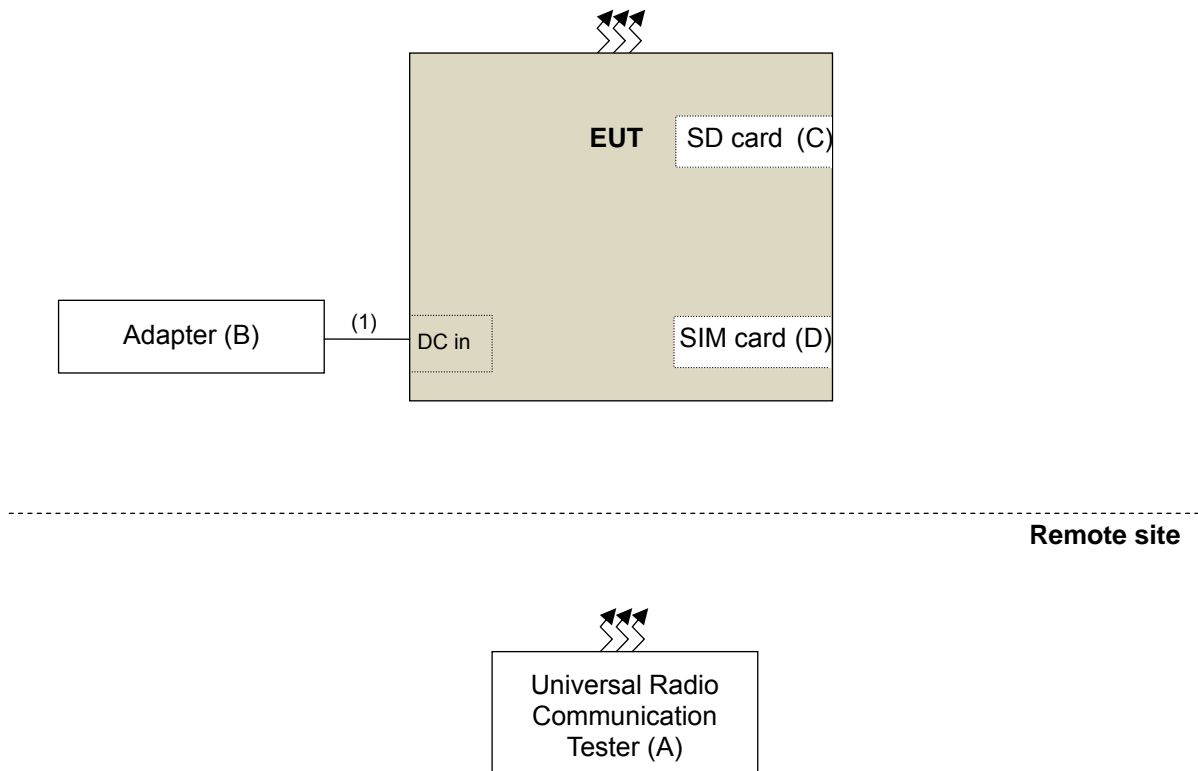 EUT
SD card (C)
Adapter (B)
(1)
DC in
SIM card (D)
Remote site
Universal Radio
Communication
Tester (A)